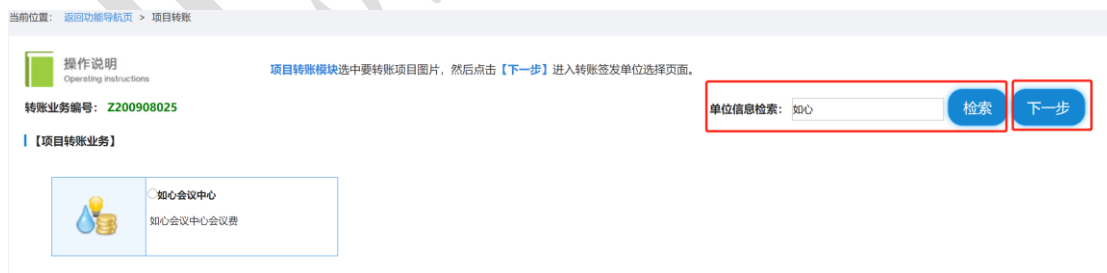 当前位置： 返回功能导航页 > 项目转账
操作说明
Operating instructions
项目转账模块选中要转账项目图片，然后点击【下一步】进入转账签发单位选择页面。
转账业务编号： Z200908025
单位信息检索： 如心
检索
下一步
【项目转账业务】
如心会议中心
如心会议中心会议费